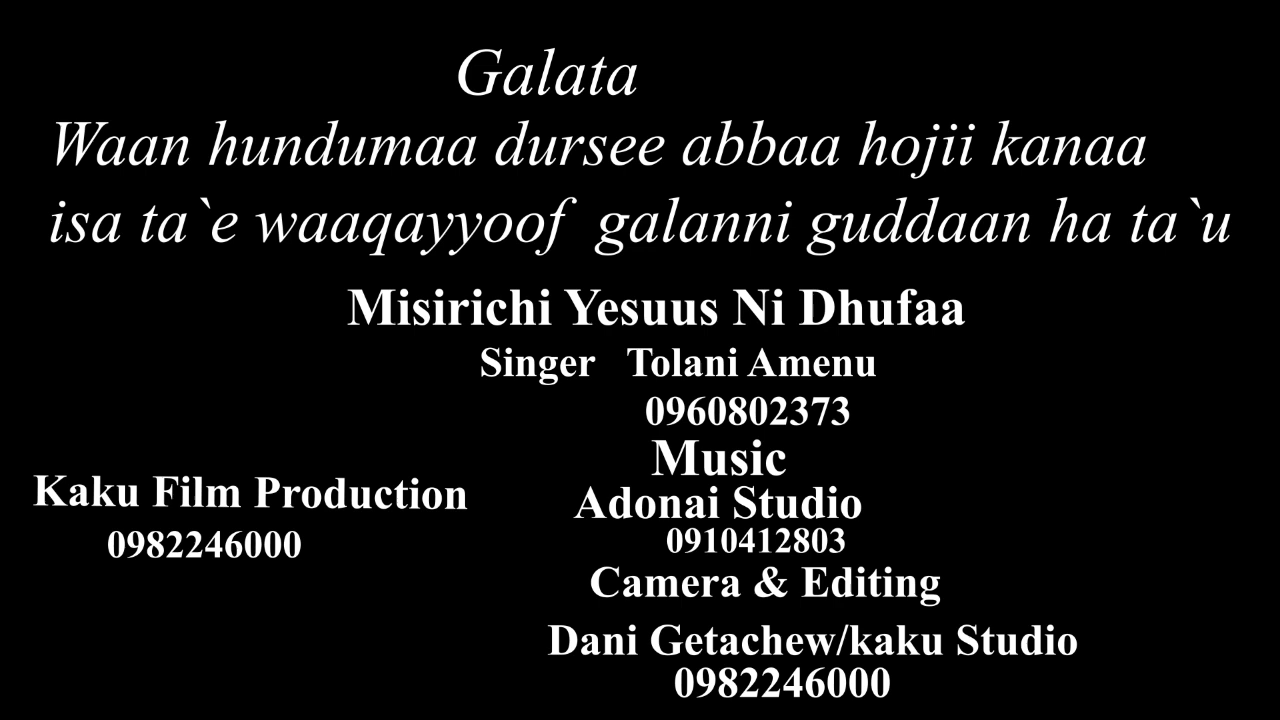 Galata
Waan hundumaa dursee abbaa hojii kanaa
isa ta`e waaqayyoof galanni guddaan ha ta`u
Misirichi Yesuus Ni Dhufaa
Singer Tolani Amenu
0960802373
Music
Adonai Studio
0910412803
Kaku Film Production
0982246000
Camera & Editing
Dani Getachew/kaku Studio
0982246000